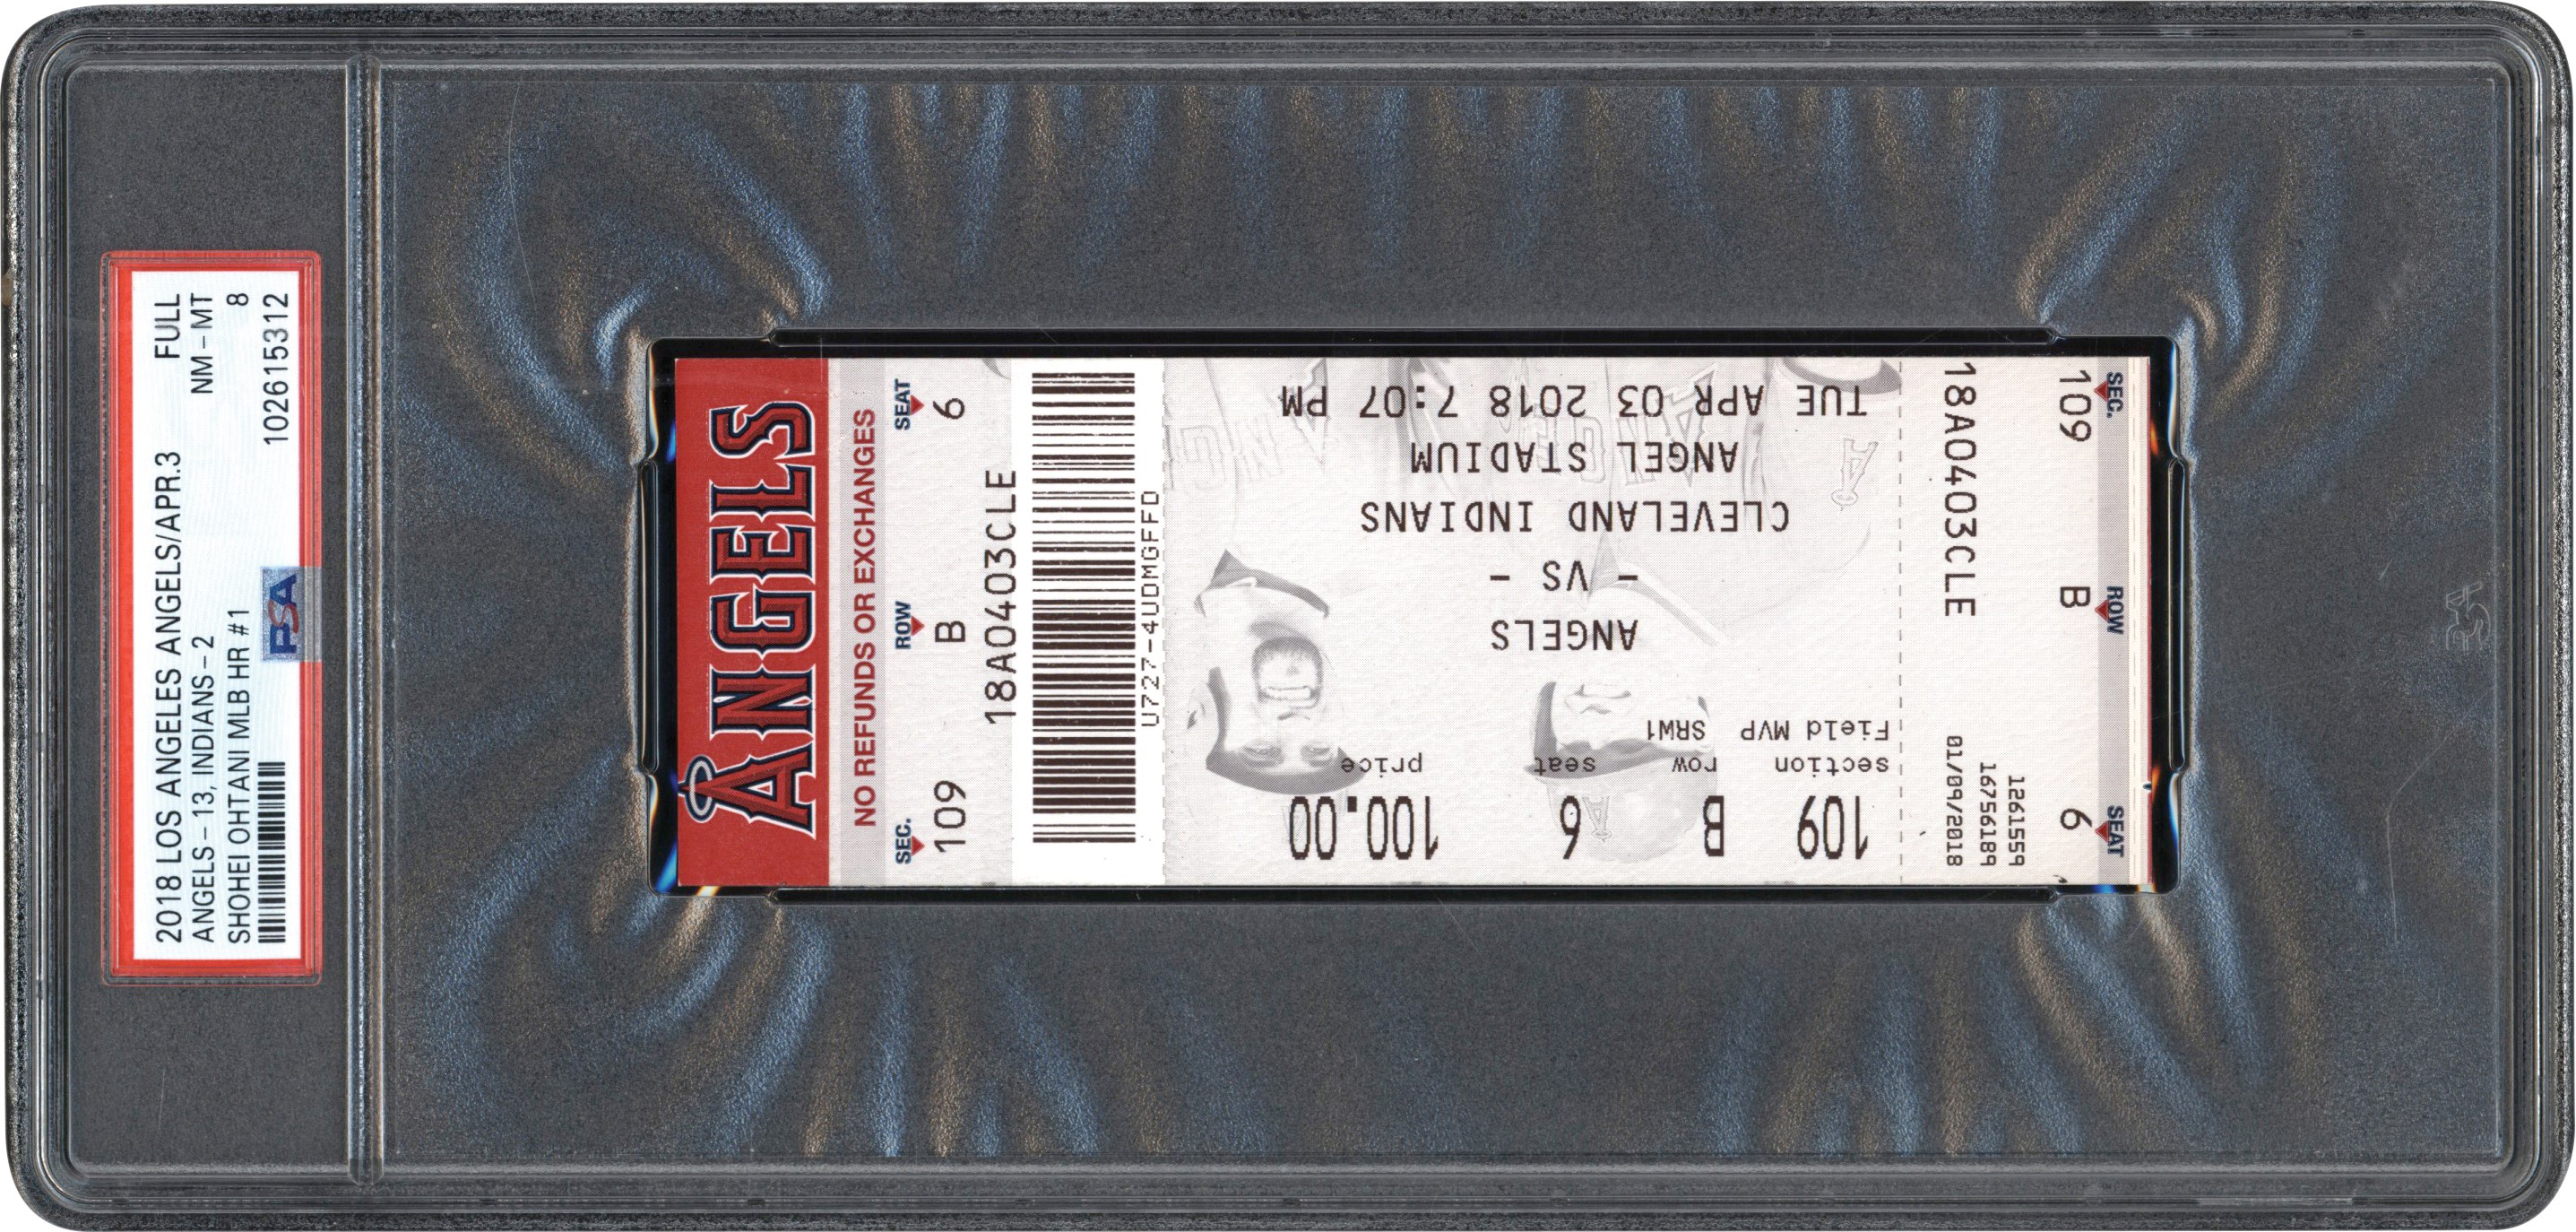 2018 LOS ANGELES ANGELS/APR.3 FULL
ANGELS-13, INDIANS-2 NM-MT
SHOHEI OHTANI MLB HR #1 8
PSA 102615312
ANGELS
NO REFUNDS OR EXCHANGES
SEC. ROW SEAT
109 B 6
18A0403CLE
U727-4UDMGFFD
109 B 6 100.00
section row seat price
Field MVP SRW1
ANGELS
- VS -
CLEVELAND INDIANS
ANGEL STADIUM
TUE APR 03 2018 7:07 PM
18A0403CLE
01/09/2018
16756189
1261559
109 B 6
SEC. ROW SEAT
PSA